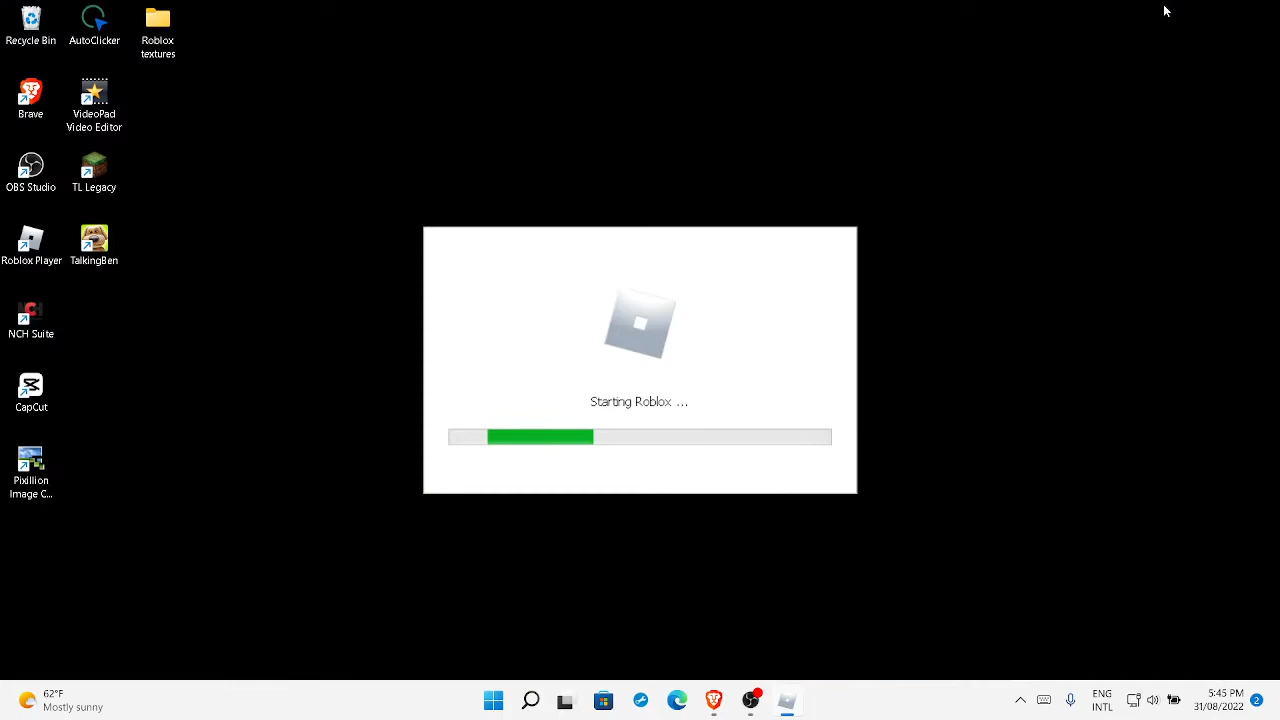 Recycle Bin
AutoClicker
Roblox
textures
Brave
VideoPad
Video Editor
OBS Studio
TL Legacy
Roblox Player
TalkingBen
NCH Suite
CapCut
Pixillion
Image C...
Starting Roblox ...
62°F
Mostly sunny
ENG
INTL
5:45 PM
31/08/2022
2